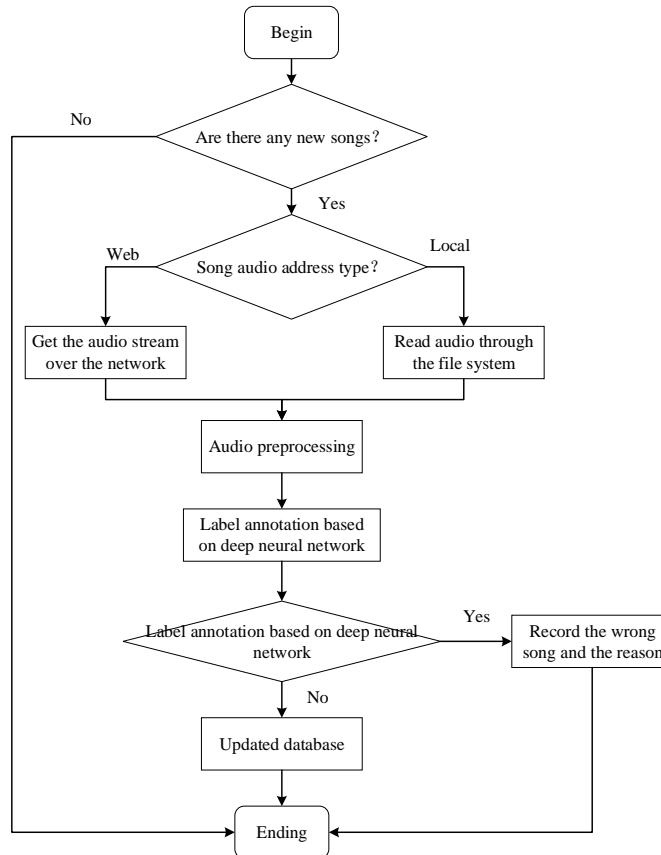 Begin
No
Are there any new songs？
Yes
Web
Local
Song audio address type？
Get the audio stream
over the network
Read audio through
the file system
Audio preprocessing
Label annotation based
on deep neural network
Yes
Label annotation based on deep neural
network
Record the wrong
song and the reason
No
Updated database
Ending